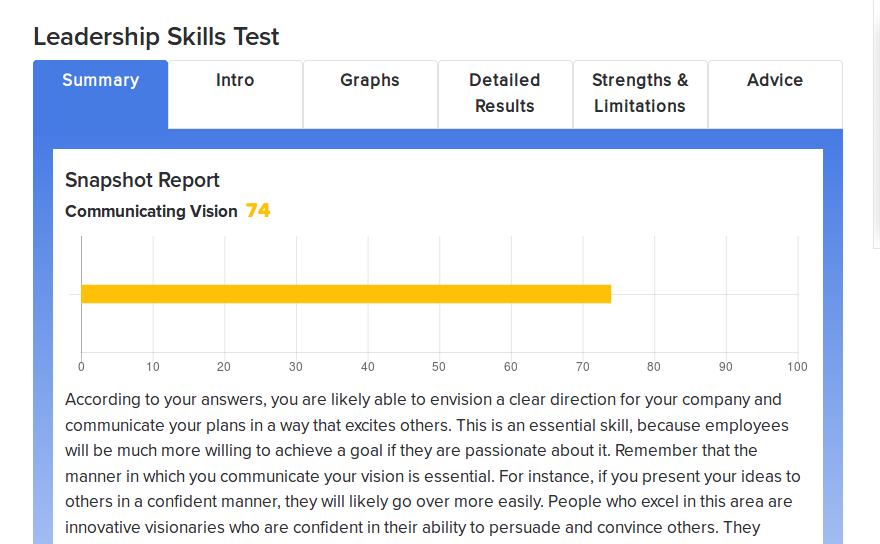 Leadership Skills Test
Summary
Intro
Graphs
Detailed
Results
Strengths &
Limitations
Advice
Snapshot Report
Communicating Vision 74
0 10 20 30 40 50 60 70 80 90 100
According to your answers, you are likely able to envision a clear direction for your company and
communicate your plans in a way that excites others. This is an essential skill, because employees
will be much more willing to achieve a goal if they are passionate about it. Remember that the
manner in which you communicate your vision is essential. For instance, if you present your ideas to
others in a confident manner, they will likely go over more easily. People who excel in this area are
innovative visionaries who are confident in their ability to persuade and convince others. They